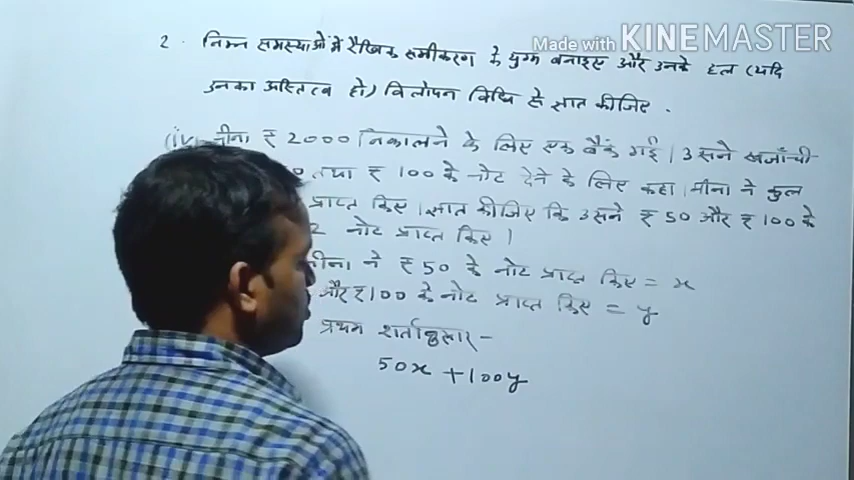 Made with KINEMASTER
2. निम्न समस्याओं में रैखिक समीकरण के युग्म बनाइए और उनके हल (यदि
उनका अस्तित्व हो) विलोपन विधि से ज्ञात कीजिए.
(iv) मीना ₹ 2000 निकालने के लिए एक बैंक गई। उसने खजाँची
तथा ₹ 100 के नोट देने के लिए कहा। मीना ने कुल
प्राप्त किए। ज्ञात कीजिए कि उसने ₹ 50 और ₹ 100 के
नोट प्राप्त किए।
मीना ने ₹ 50 के नोट प्राप्त किए = x
और ₹ 100 के नोट प्राप्त किए = y
प्रथम शर्तानुसार -
50x + 100y